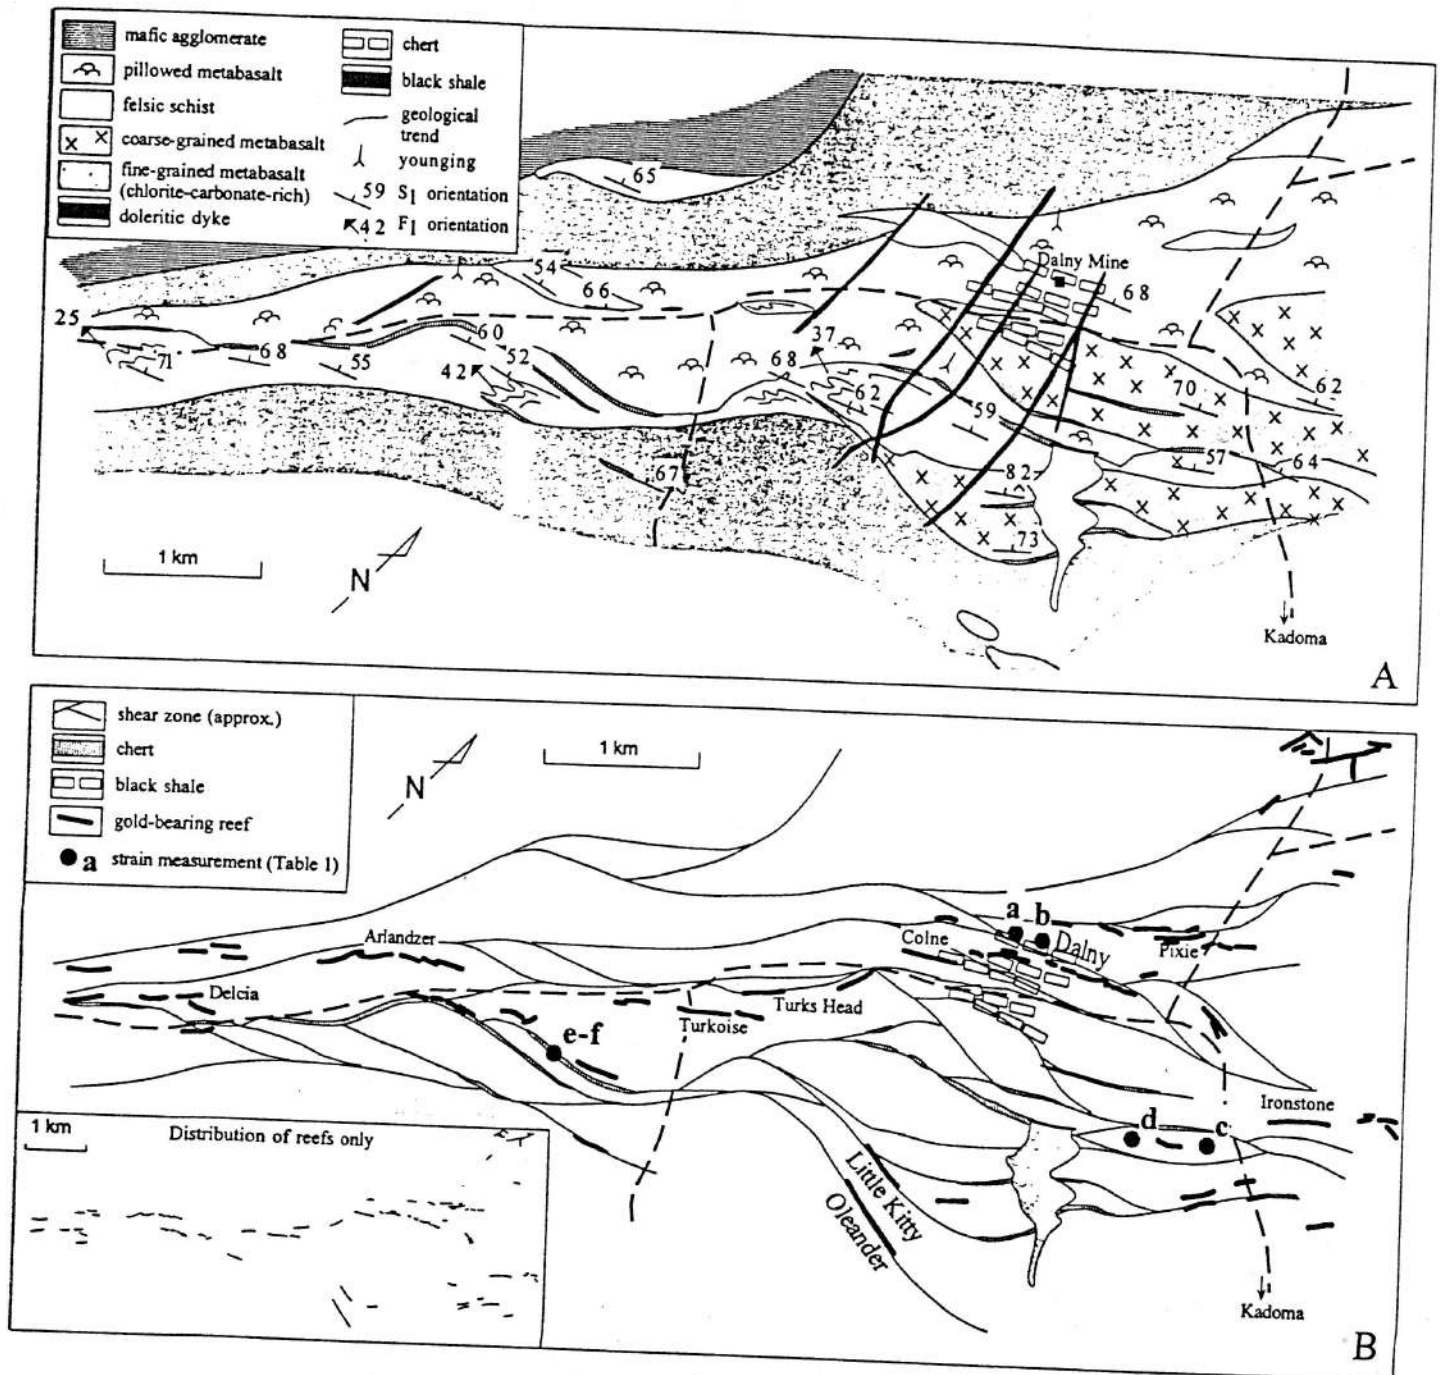 mafic agglomerate
pillowed metabasalt
felsic schist
coarse-grained metabasalt
fine-grained metabasalt
(chlorite-carbonate-rich)
doleritic dyke
chert
black shale
geological
trend
younging
59 S1 orientation
42 F1 orientation
65
54
66
Dalny Mine
68
25
71
68
55
60
52
42
37
68
62
59
70
62
57
64
82
67
73
1 km
N
Kadoma
A
shear zone (approx.)
chert
black shale
gold-bearing reef
a strain measurement (Table 1)
1 km
N
a b
Arlandzer
Colne
Dalny
Pixie
Delcia
Turks Head
Turkoise
e-f
Ironstone
d
c
Little Kitty
Oleander
1 km
Distribution of reefs only
Kadoma
B